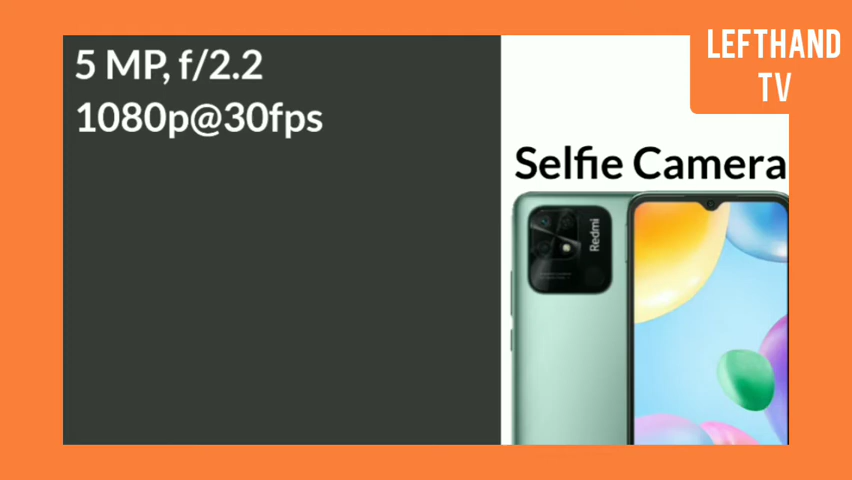 5 MP, f/2.2
1080p@30fps
LEFTHAND
TV
Selfie Camera
Redmi